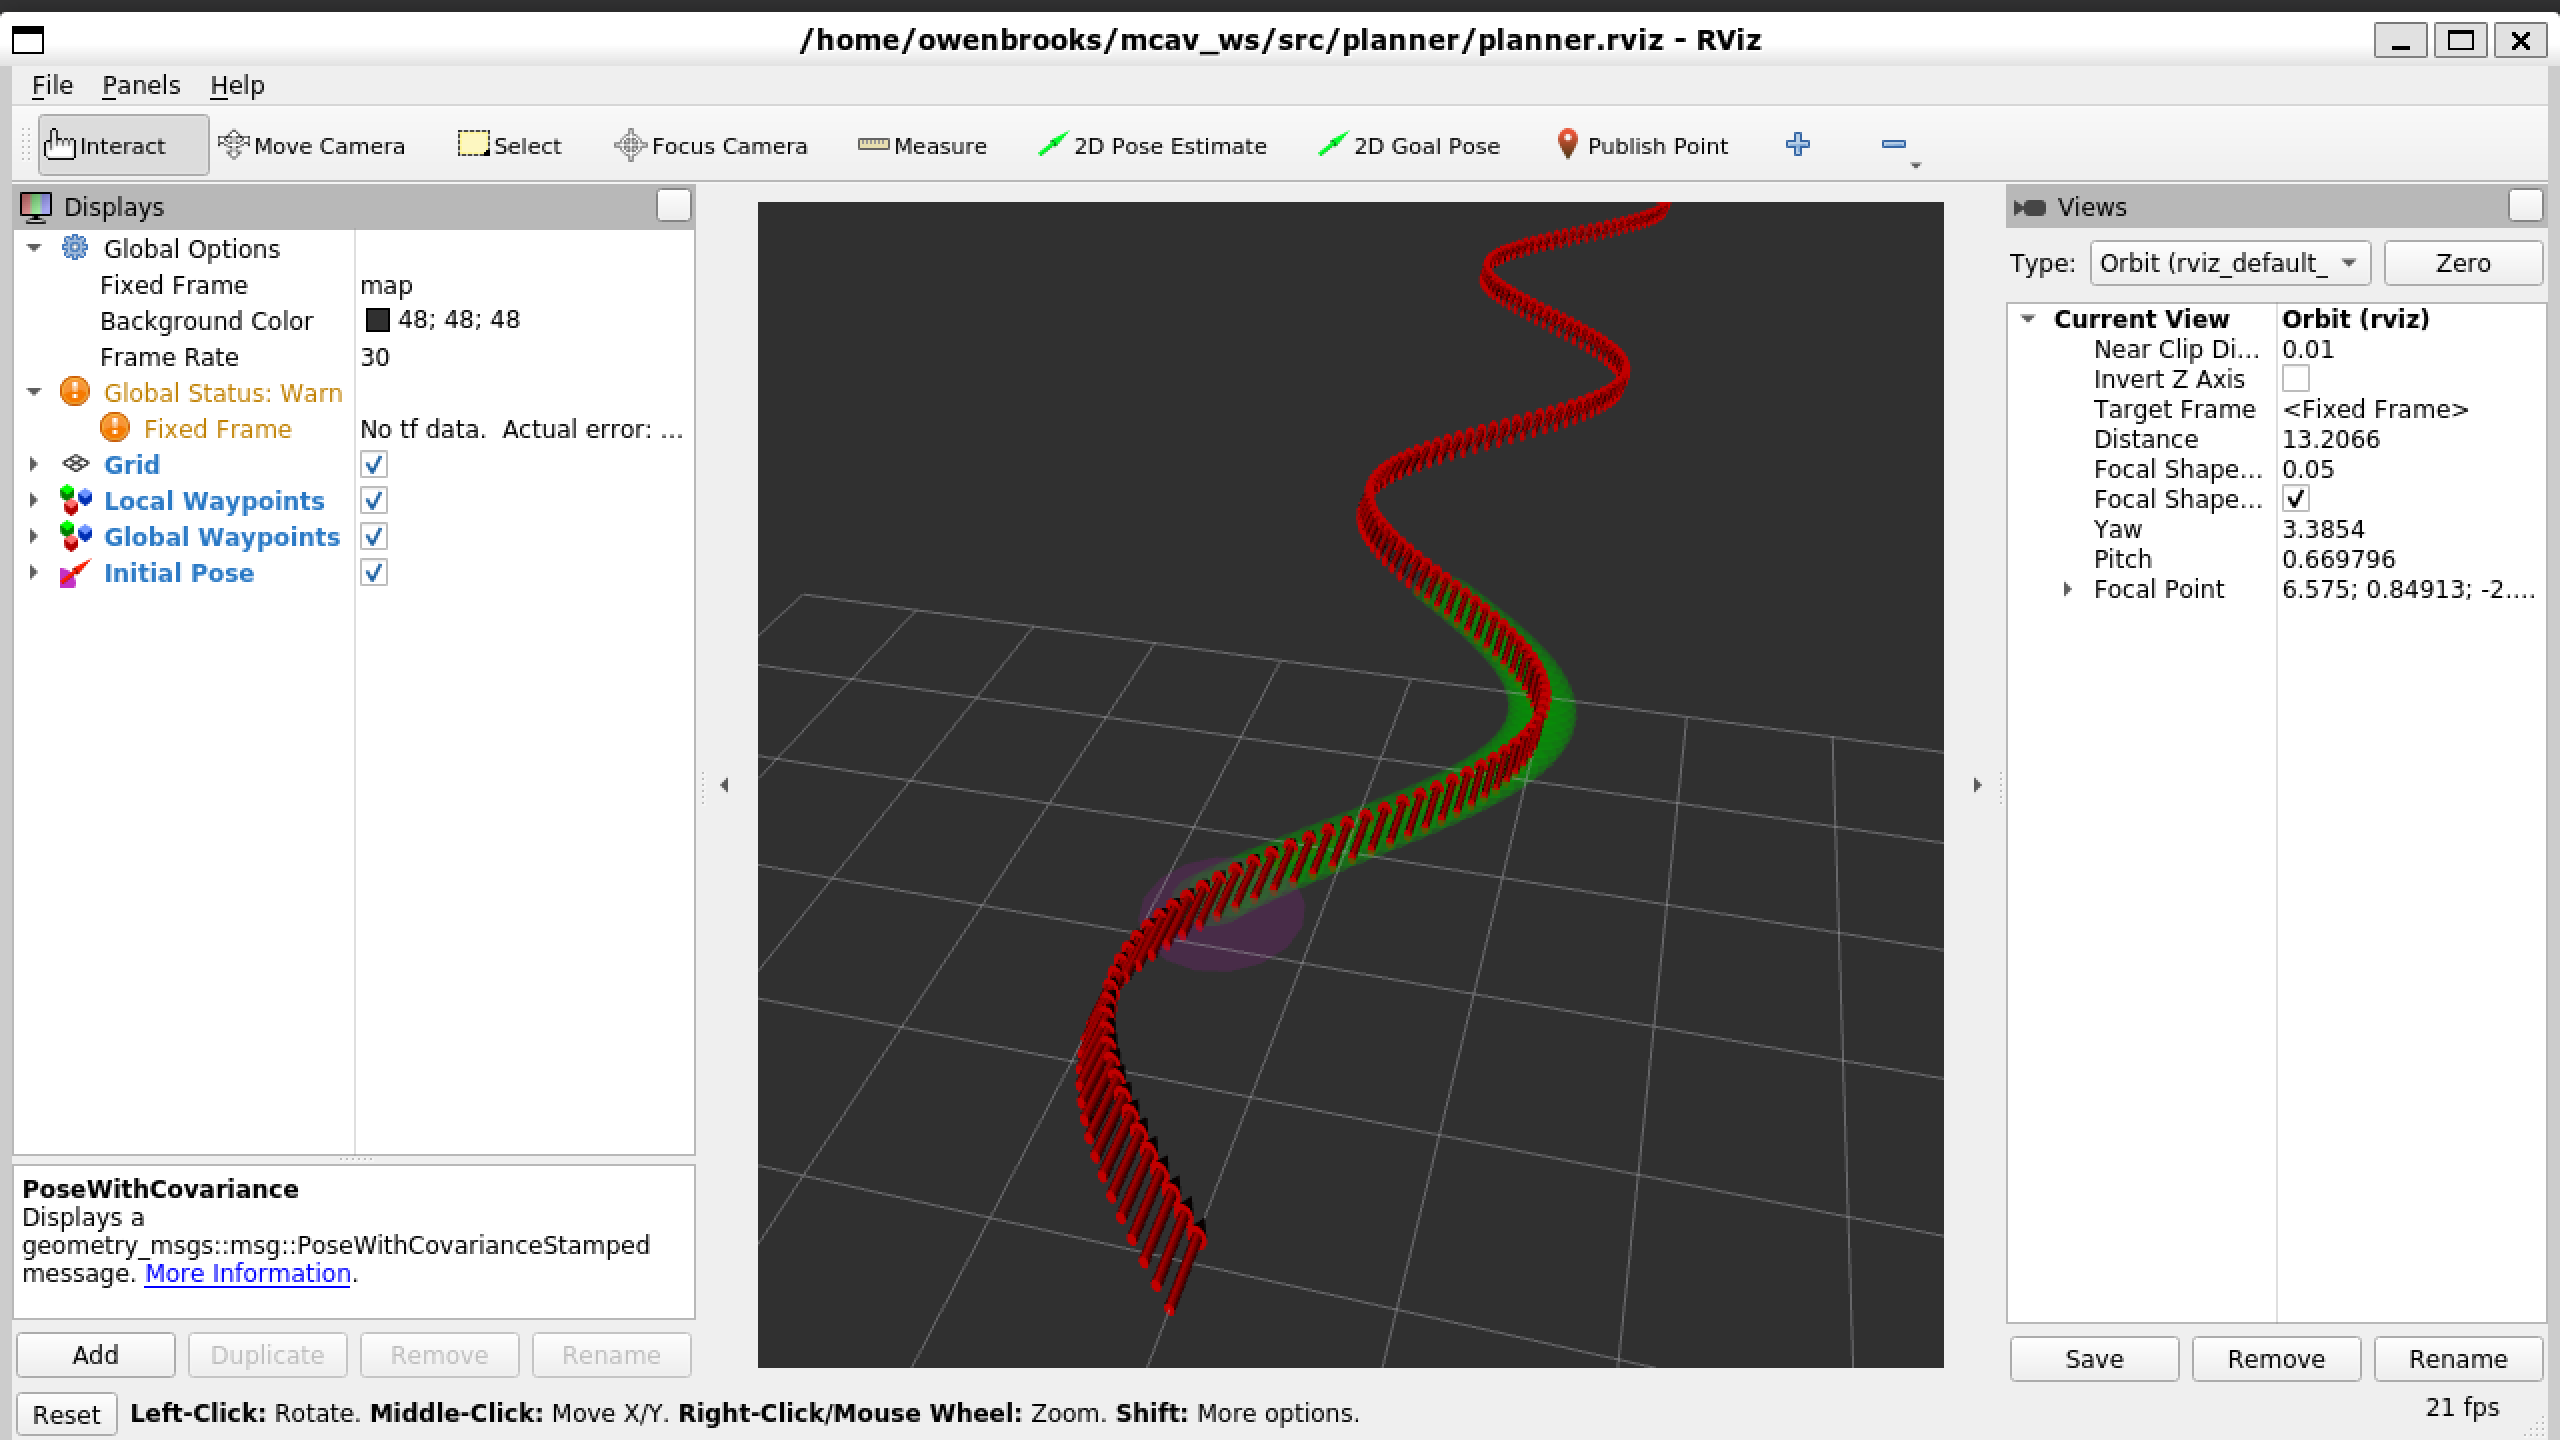 /home/owenbrooks/mcav_ws/src/planner/planner.rviz - RViz
File Panels Help
Interact Move Camera Select Focus Camera Measure 2D Pose Estimate 2D Goal Pose Publish Point
Displays
Global Options
Fixed Frame map
Background Color 48; 48; 48
Frame Rate 30
Global Status: Warn
Fixed Frame No tf data. Actual error: ...
Grid
Local Waypoints
Global Waypoints
Initial Pose
PoseWithCovariance
Displays a
geometry_msgs::msg::PoseWithCovarianceStamped
message. More Information.
Add Duplicate Remove Rename
Views
Type: Orbit (rviz_default_ Zero
Current View Orbit (rviz)
Near Clip Di... 0.01
Invert Z Axis
Target Frame <Fixed Frame>
Distance 13.2066
Focal Shape... 0.05
Focal Shape...
Yaw 3.3854
Pitch 0.669796
Focal Point 6.575; 0.84913; -2....
Save Remove Rename
Reset Left-Click: Rotate. Middle-Click: Move X/Y. Right-Click/Mouse Wheel: Zoom. Shift: More options. 21 fps